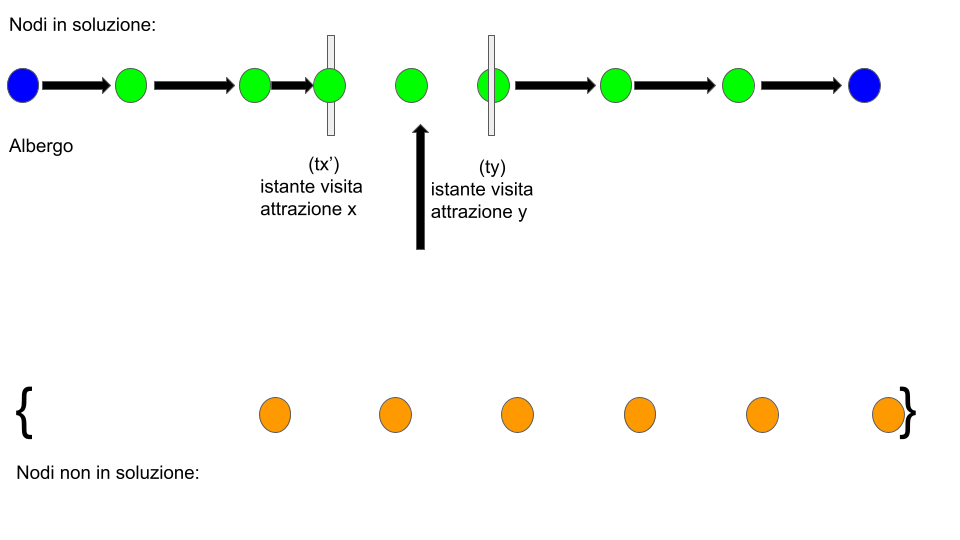 Nodi in soluzione:
Albergo
(tx’)
istante visita
attrazione x
(ty)
istante visita
attrazione y
{
}
Nodi non in soluzione: